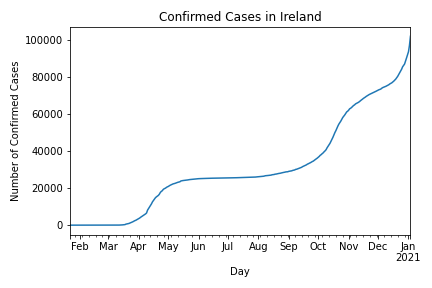 Confirmed Cases in Ireland
Number of Confirmed Cases
100000
80000
60000
40000
20000
0
Feb Mar Apr May Jun Jul Aug Sep Oct Nov Dec Jan
2021
Day